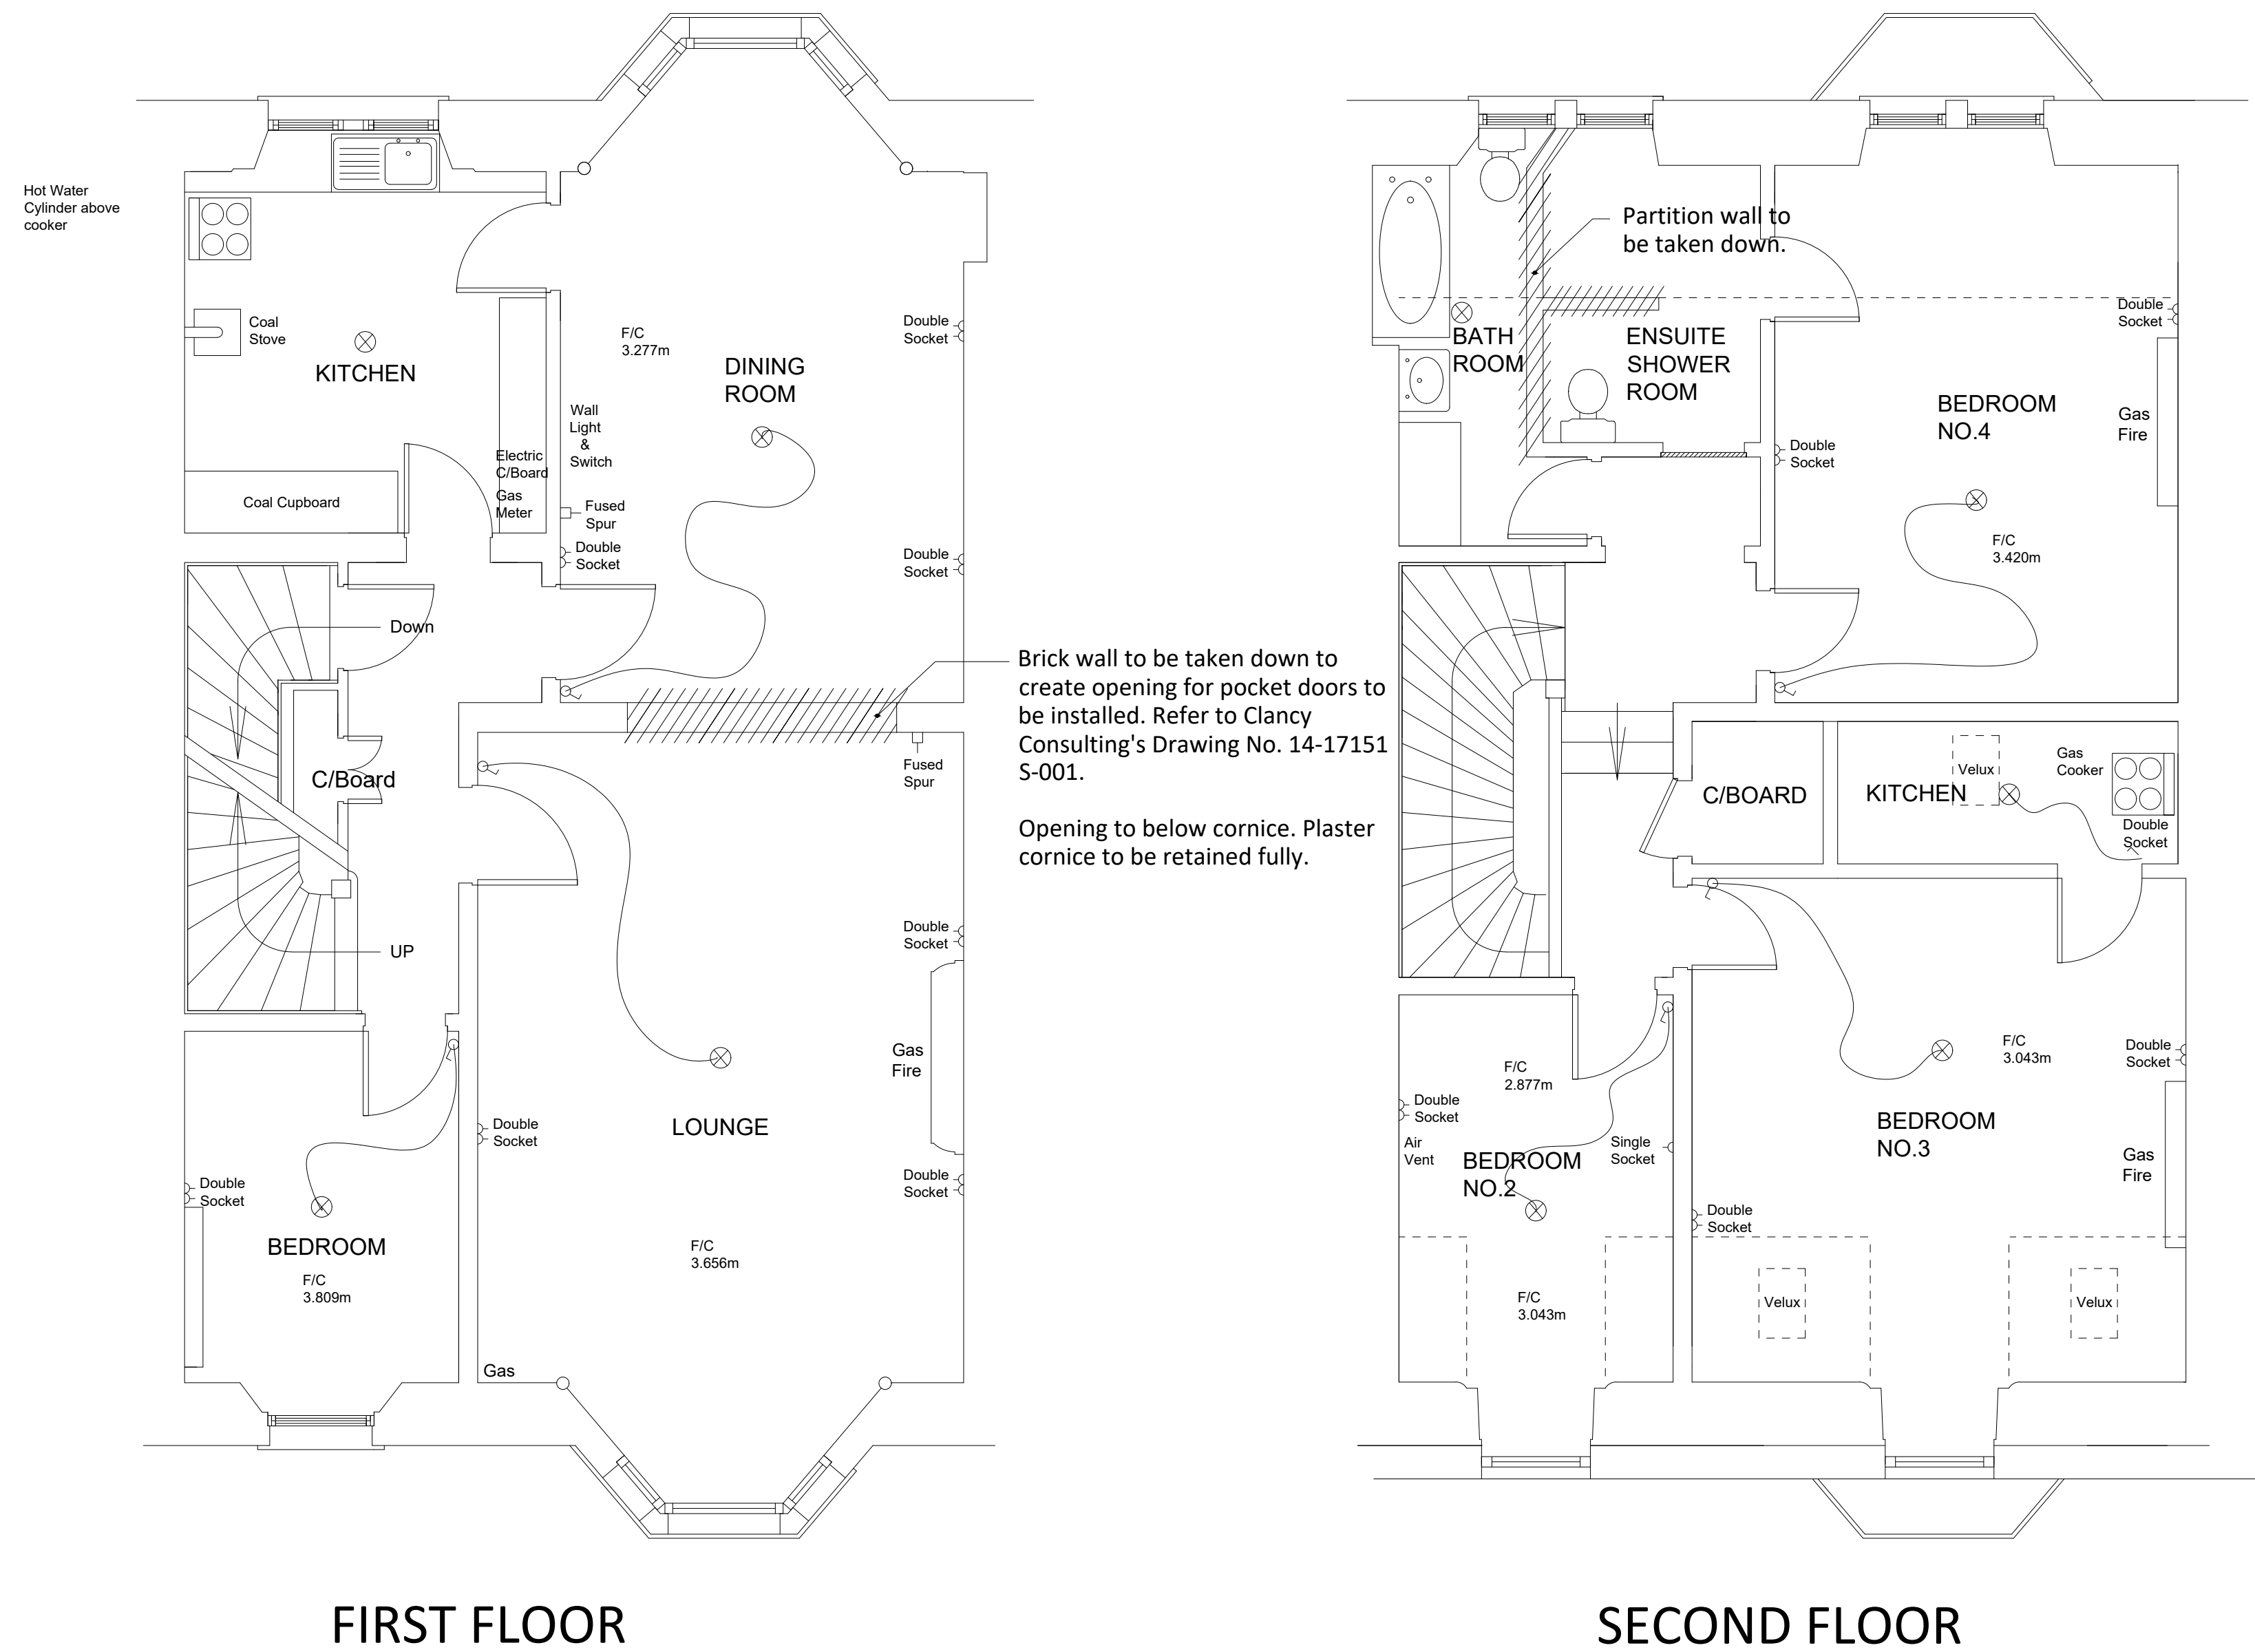 Hot Water
Cylinder above
cooker
Coal
Stove
KITCHEN
F/C
3.277m
DINING
ROOM
Double
Socket
Wall
Light
&
Switch
Electric
C/Board
Gas
Meter
Coal Cupboard
Fused
Spur
Double
Socket
Double
Socket
Down
Brick wall to be taken down to
create opening for pocket doors to
be installed. Refer to Clancy
Consulting's Drawing No. 14-17151
S-001.
Opening to below cornice. Plaster
cornice to be retained fully.
Fused
Spur
C/Board
UP
Double
Socket
Gas
Fire
Double
Socket
LOUNGE
Double
Socket
Double
Socket
BEDROOM
F/C
3.809m
F/C
3.656m
Gas
FIRST FLOOR
Partition wall to
be taken down.
BATH
ROOM
ENSUITE
SHOWER
ROOM
Double
Socket
BEDROOM
NO.4
Gas
Fire
Double
Socket
F/C
3.420m
C/BOARD
KITCHEN
Velux
Gas
Cooker
Double
Socket
F/C
2.877m
F/C
3.043m
Double
Socket
Double
Socket
Air
Vent
BEDROOM
NO.2
Single
Socket
BEDROOM
NO.3
Gas
Fire
Double
Socket
F/C
3.043m
Velux
Velux
SECOND FLOOR